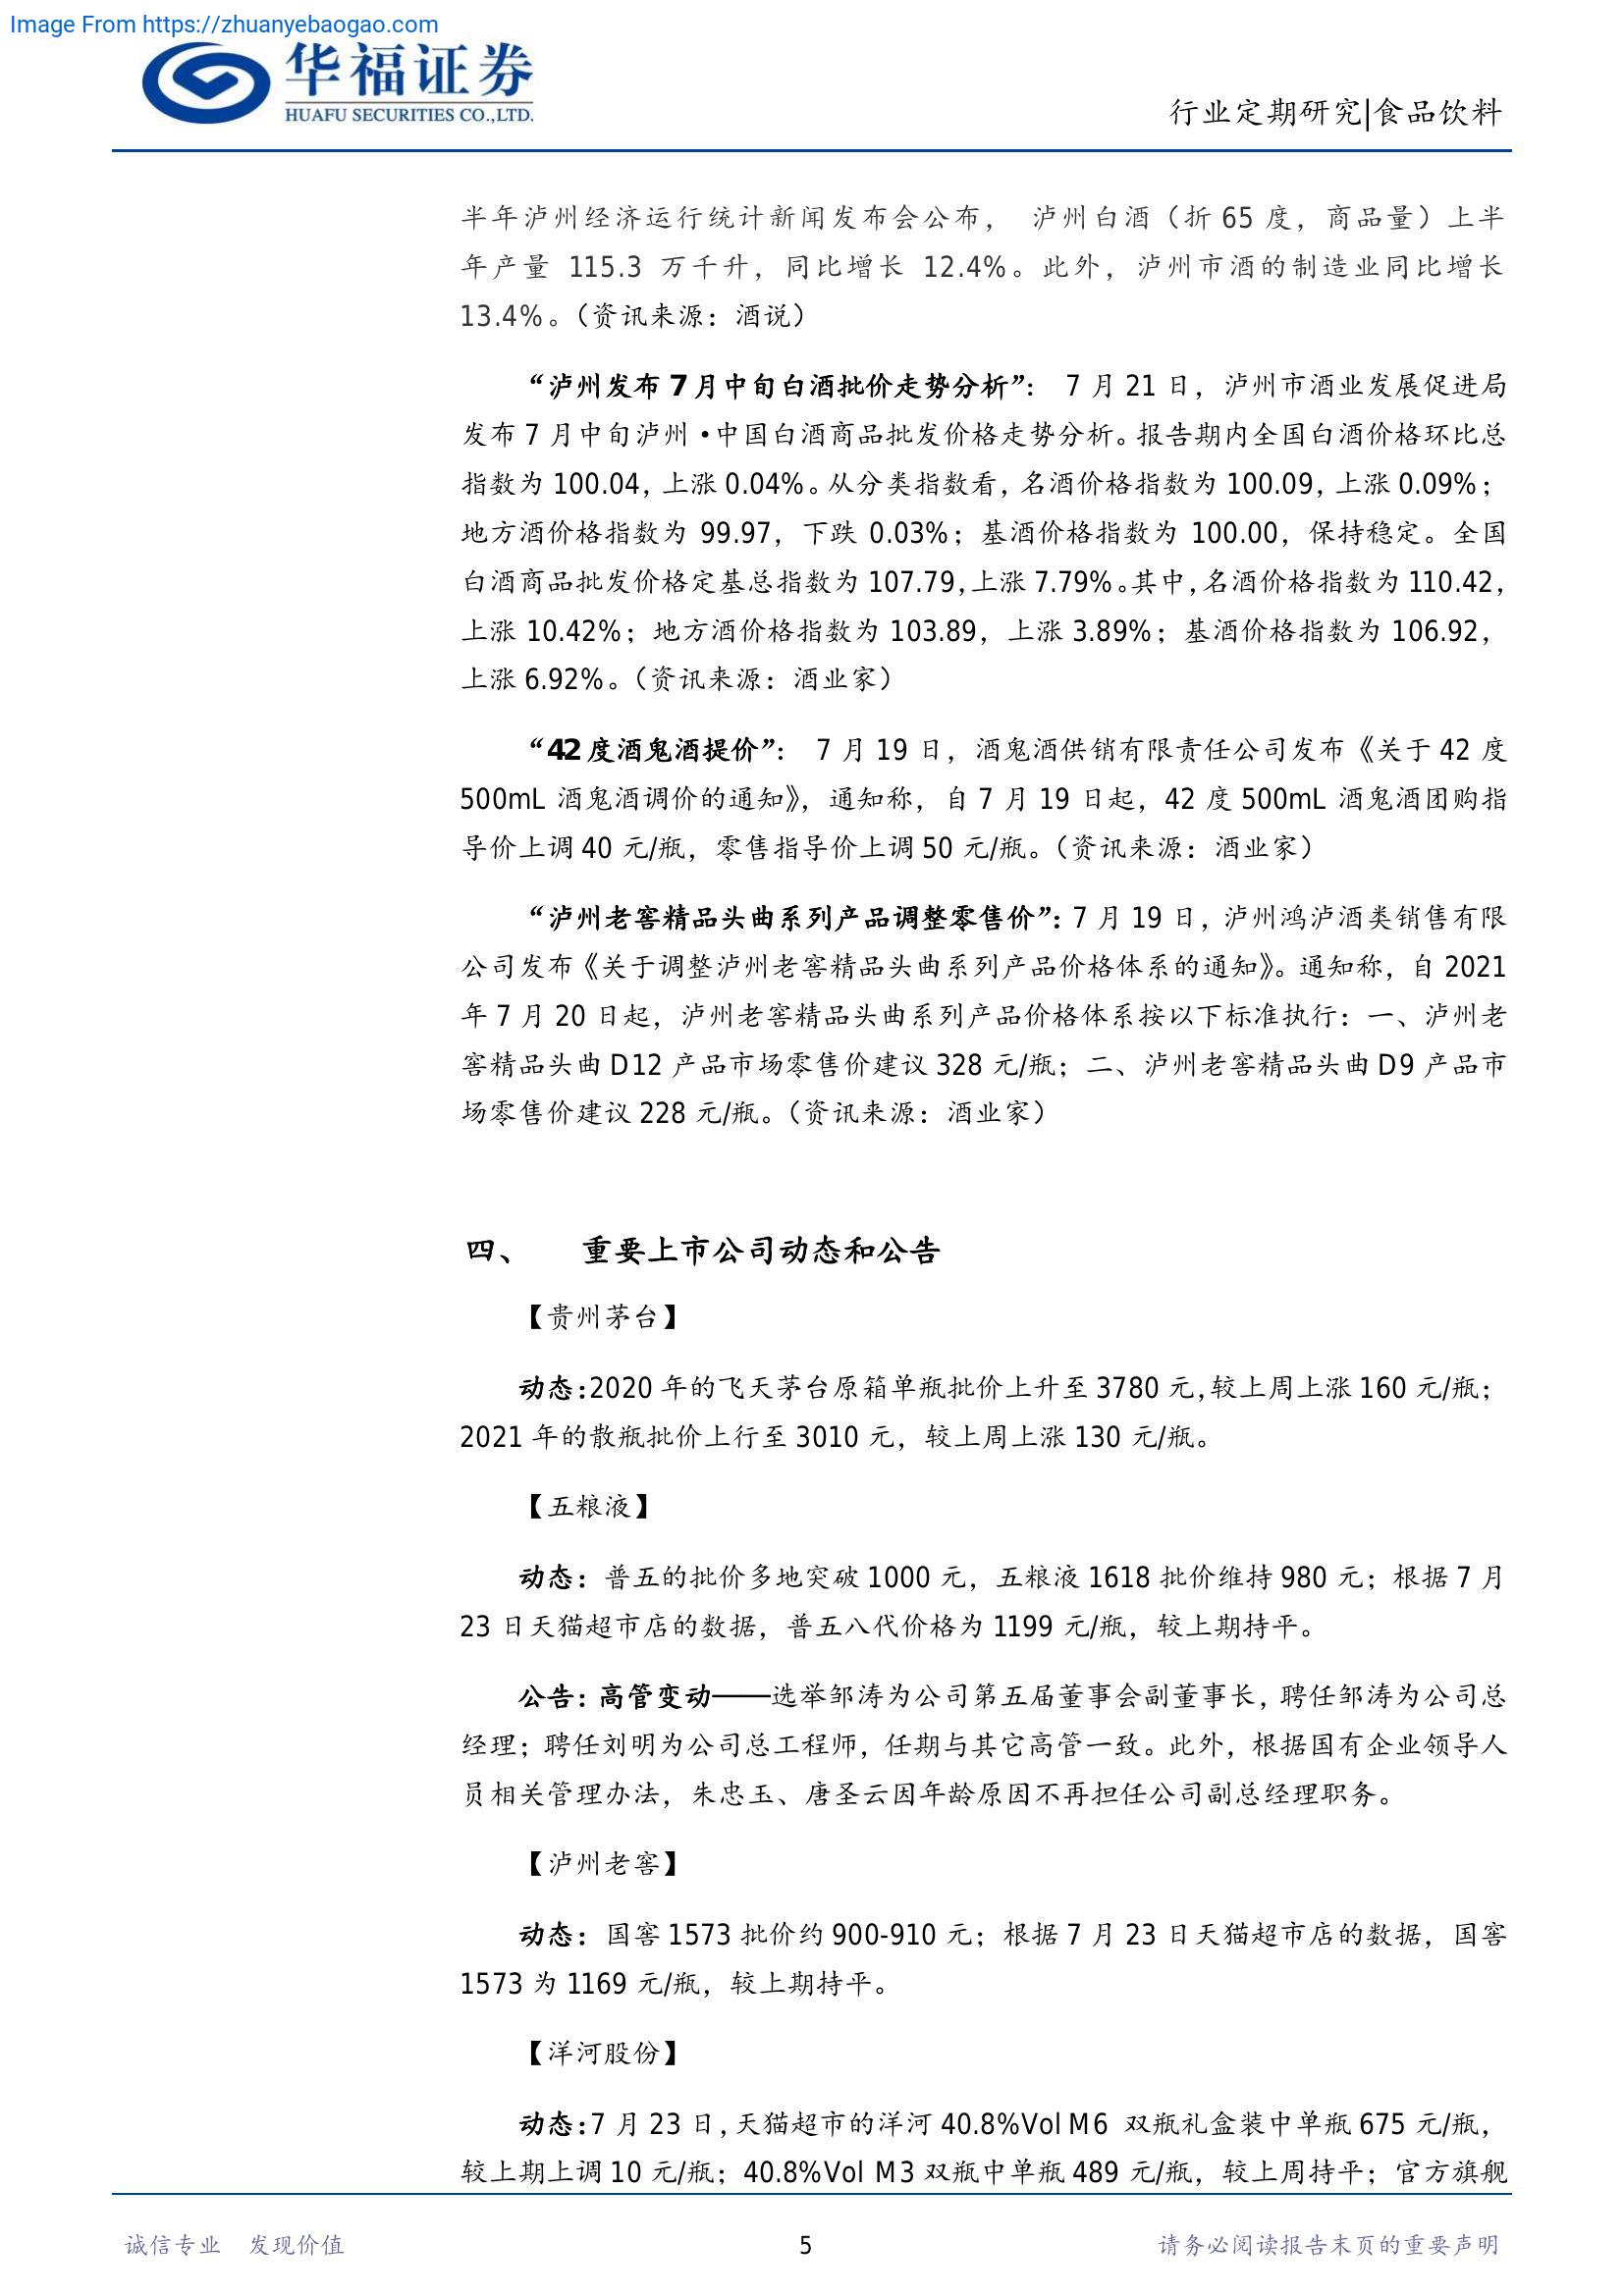 Image From https://zhuanyebaogao.com
华福证券
HUAFU SECURITIES CO.,LTD.
行业定期研究|食品饮料
半年泸州经济运行统计新闻发布会公布， 泸州白酒（折 65 度，商品量）上半
年产量 115.3 万千升，同比增长 12.4%。此外，泸州市酒的制造业同比增长
13.4%。（资讯来源：酒说）
“泸州发布 7 月中旬白酒批价走势分析”： 7 月 21 日，泸州市酒业发展促进局
发布 7 月中旬泸州·中国白酒商品批发价格走势分析。报告期内全国白酒价格环比总
指数为 100.04，上涨 0.04%。从分类指数看，名酒价格指数为 100.09，上涨 0.09%；
地方酒价格指数为 99.97，下跌 0.03%；基酒价格指数为 100.00，保持稳定。全国
白酒商品批发价格定基总指数为 107.79，上涨 7.79%。其中，名酒价格指数为 110.42，
上涨 10.42%；地方酒价格指数为 103.89，上涨 3.89%；基酒价格指数为 106.92，
上涨 6.92%。（资讯来源：酒业家）
“42 度酒鬼酒提价”： 7 月 19 日，酒鬼酒供销有限责任公司发布《关于 42 度
500mL 酒鬼酒调价的通知》，通知称，自 7 月 19 日起，42 度 500mL 酒鬼酒团购指
导价上调 40 元/瓶，零售指导价上调 50 元/瓶。（资讯来源：酒业家）
“泸州老窖精品头曲系列产品调整零售价”：7 月 19 日，泸州鸿泸酒类销售有限
公司发布《关于调整泸州老窖精品头曲系列产品价格体系的通知》。通知称，自 2021
年 7 月 20 日起，泸州老窖精品头曲系列产品价格体系按以下标准执行：一、泸州老
窖精品头曲 D12 产品市场零售价建议 328 元/瓶；二、泸州老窖精品头曲 D9 产品市
场零售价建议 228 元/瓶。（资讯来源：酒业家）
四、 重要上市公司动态和公告
【贵州茅台】
动态：2020 年的飞天茅台原箱单瓶批价上升至 3780 元，较上周上涨 160 元/瓶；
2021 年的散瓶批价上行至 3010 元，较上周上涨 130 元/瓶。
【五粮液】
动态：普五的批价多地突破 1000 元，五粮液 1618 批价维持 980 元；根据 7 月
23 日天猫超市店的数据，普五八代价格为 1199 元/瓶，较上期持平。
公告：高管变动——选举邹涛为公司第五届董事会副董事长，聘任邹涛为公司总
经理；聘任刘明为公司总工程师，任期与其它高管一致。此外，根据国有企业领导人
员相关管理办法，朱忠玉、唐圣云因年龄原因不再担任公司副总经理职务。
【泸州老窖】
动态：国窖 1573 批价约 900-910 元；根据 7 月 23 日天猫超市店的数据，国窖
1573 为 1169 元/瓶，较上期持平。
【洋河股份】
动态：7 月 23 日，天猫超市的洋河 40.8%Vol M6 双瓶礼盒装中单瓶 675 元/瓶，
较上期上调 10 元/瓶；40.8%Vol M3 双瓶中单瓶 489 元/瓶，较上周持平；官方旗舰
诚信专业 发现价值
5
请务必阅读报告末页的重要声明